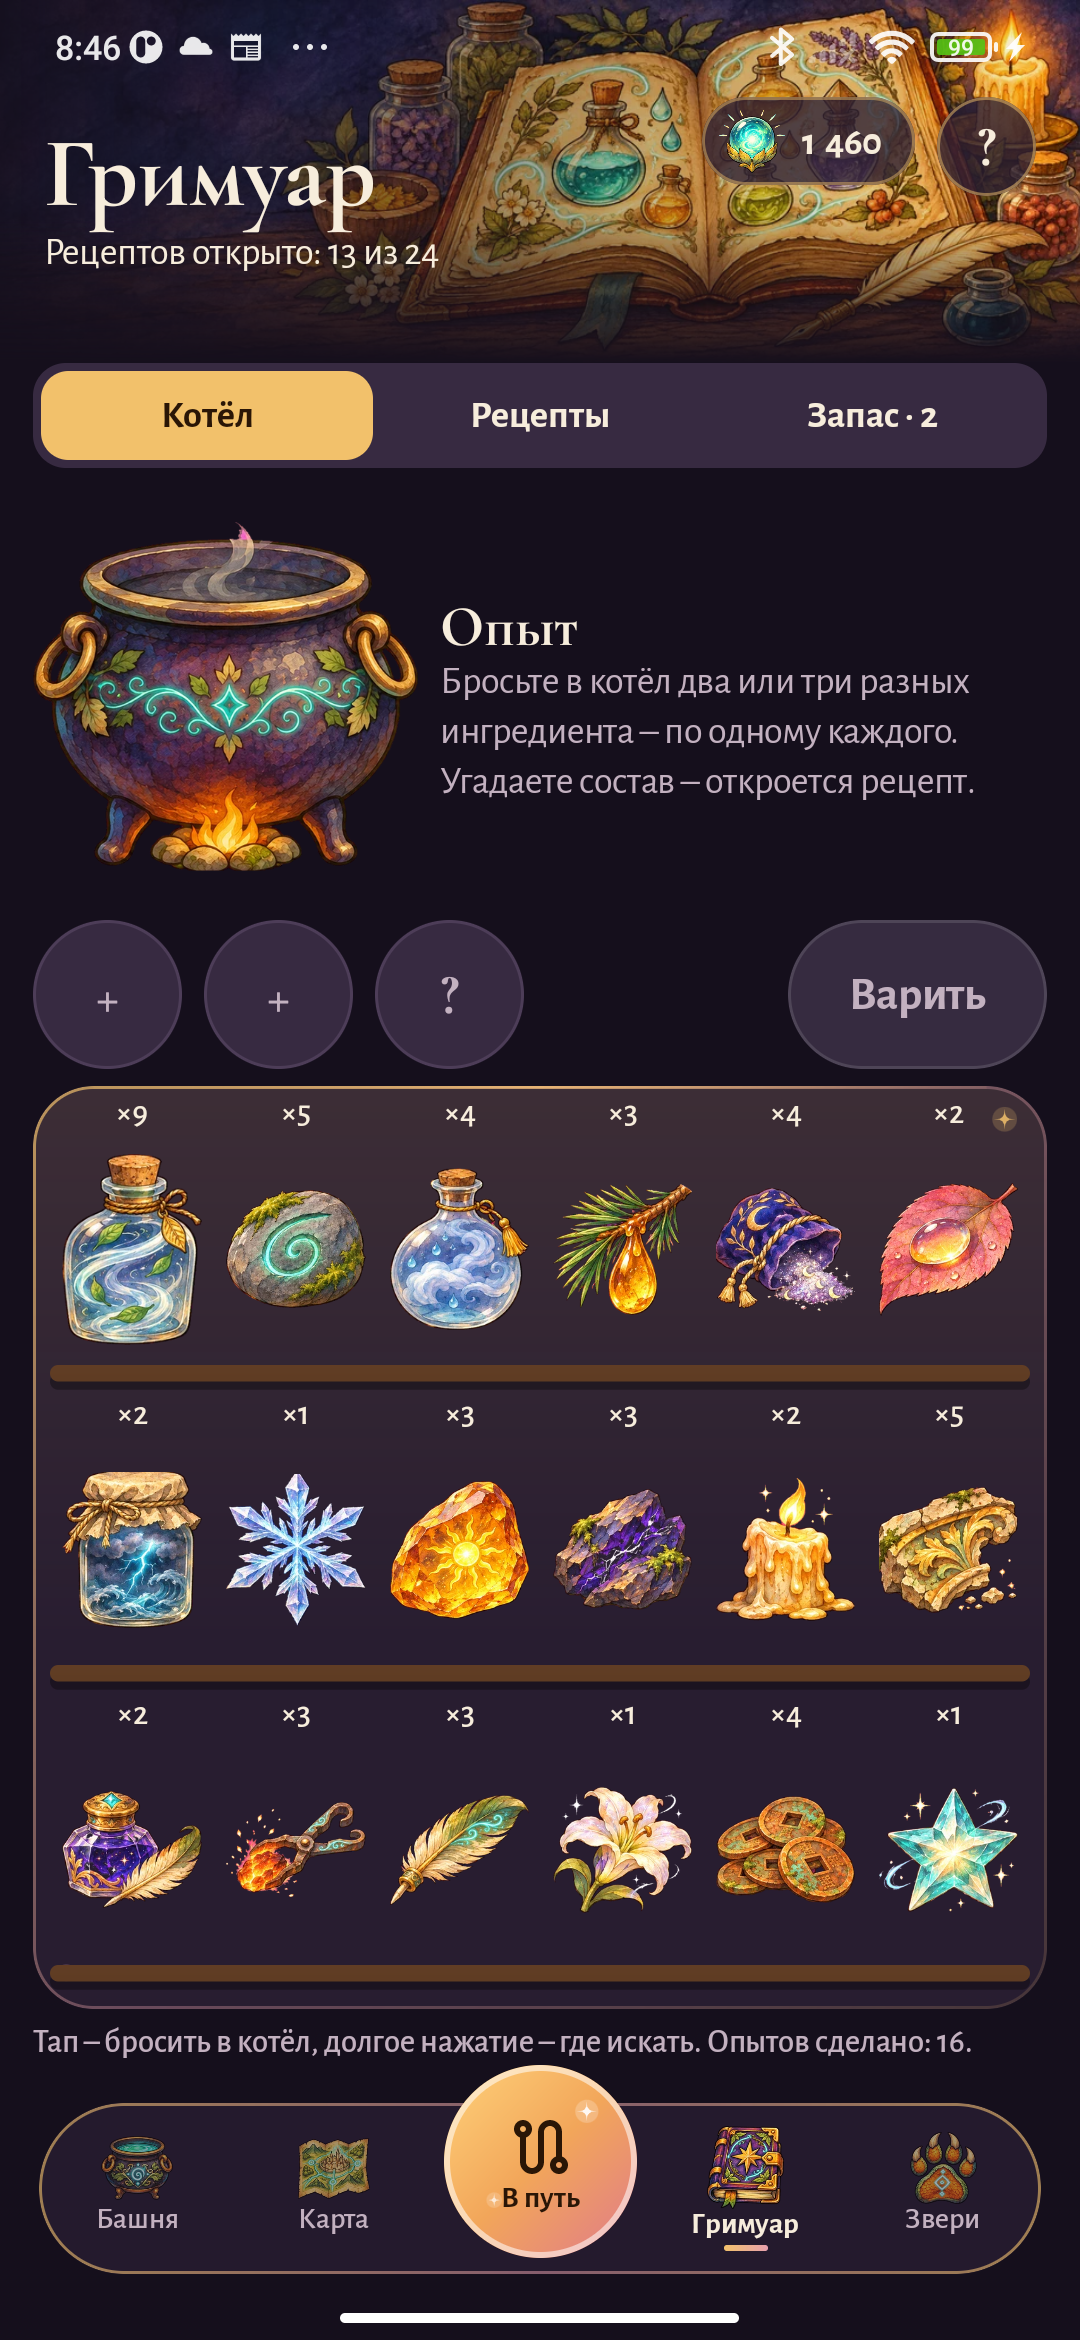 8:46
99
Гримуар
1 460
?
Рецептов открыто: 13 из 24
Котёл
Рецепты
Запас · 2
Опыт
Бросьте в котёл два или три разных
ингредиента – по одному каждого.
Угадаете состав – откроется рецепт.
+
+
?
Варить
×9
×5
×4
×3
×4
×2
×2
×1
×3
×3
×2
×5
×2
×3
×3
×1
×4
×1
Тап – бросить в котёл, долгое нажатие – где искать. Опытов сделано: 16.
Башня
Карта
В путь
Гримуар
Звери